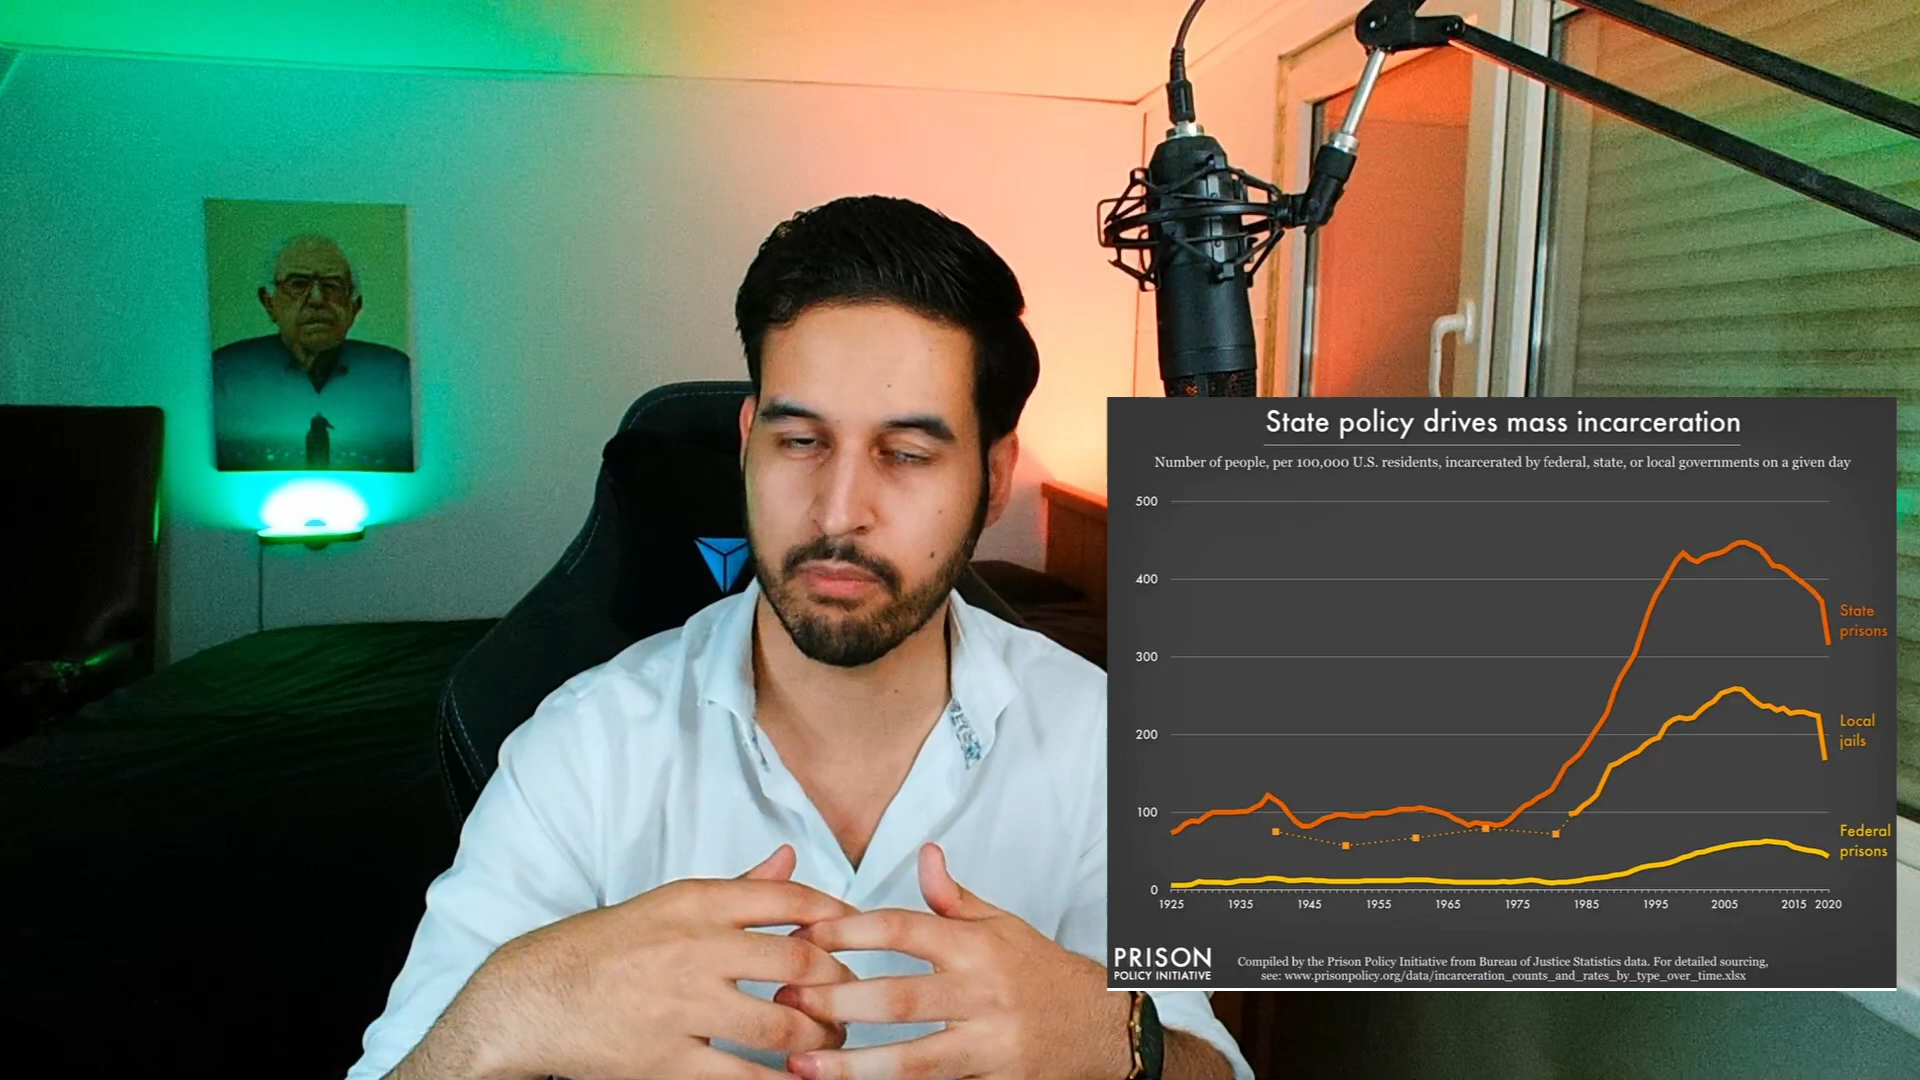 State policy drives mass incarceration
Number of people, per 100,000 U.S. residents, incarcerated by federal, state, or local governments on a given day
500
400
300
200
100
0
State
prisons
Local
jails
Federal
prisons
1925 1935 1945 1955 1965 1975 1985 1995 2005 2015 2020
PRISON
POLICY INITIATIVE
Compiled by the Prison Policy Initiative from Bureau of Justice Statistics data. For detailed sourcing,
see: www.prisonpolicy.org/data/incarceration_counts_and_rates_by_type_over_time.xlsx